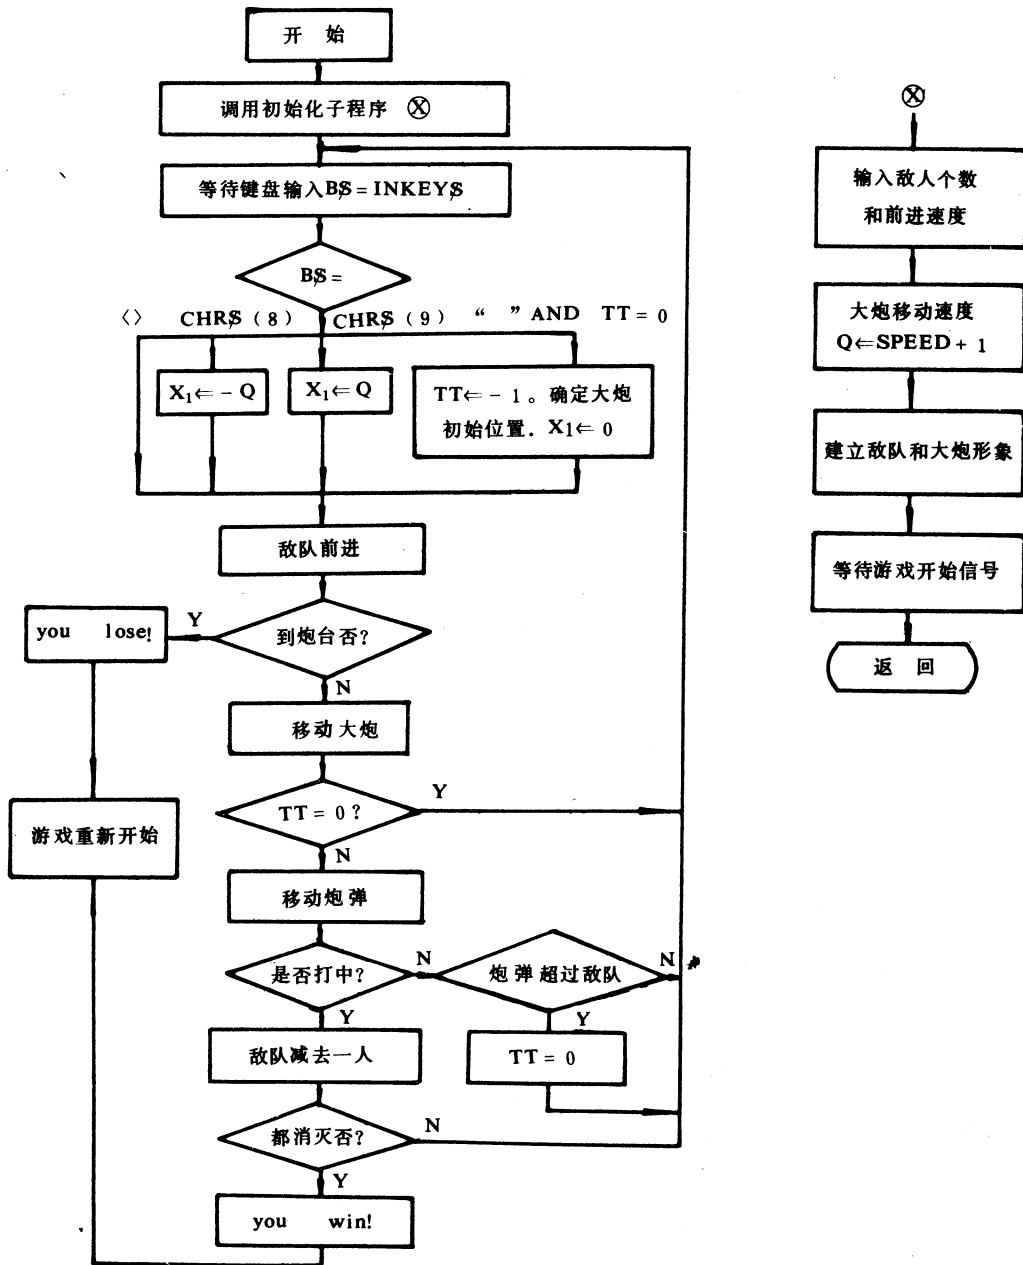 开 始
调用初始化子程序 Ⓧ
等待键盘输入B$=INKEY$
B$=
〈〉 CHR$(8) CHR$(9) “ ”AND TT=0
X₁⇐-Q
X₁⇐Q
TT⇐-1。确定大炮
初始位置.X₁⇐0
敌队前进
到炮台否?
Y
you lose!
N
移动大炮
TT=0?
Y
游戏重新开始
N
移动炮弹
是否打中?
N
炮弹超过敌队
N
Y
Y
敌队减去一人
TT=0
都消灭否?
N
Y
you win!
Ⓧ
输入敌人个数
和前进速度
大炮移动速度
Q⇐SPEED+1
建立敌队和大炮形象
等待游戏开始信号
返 回